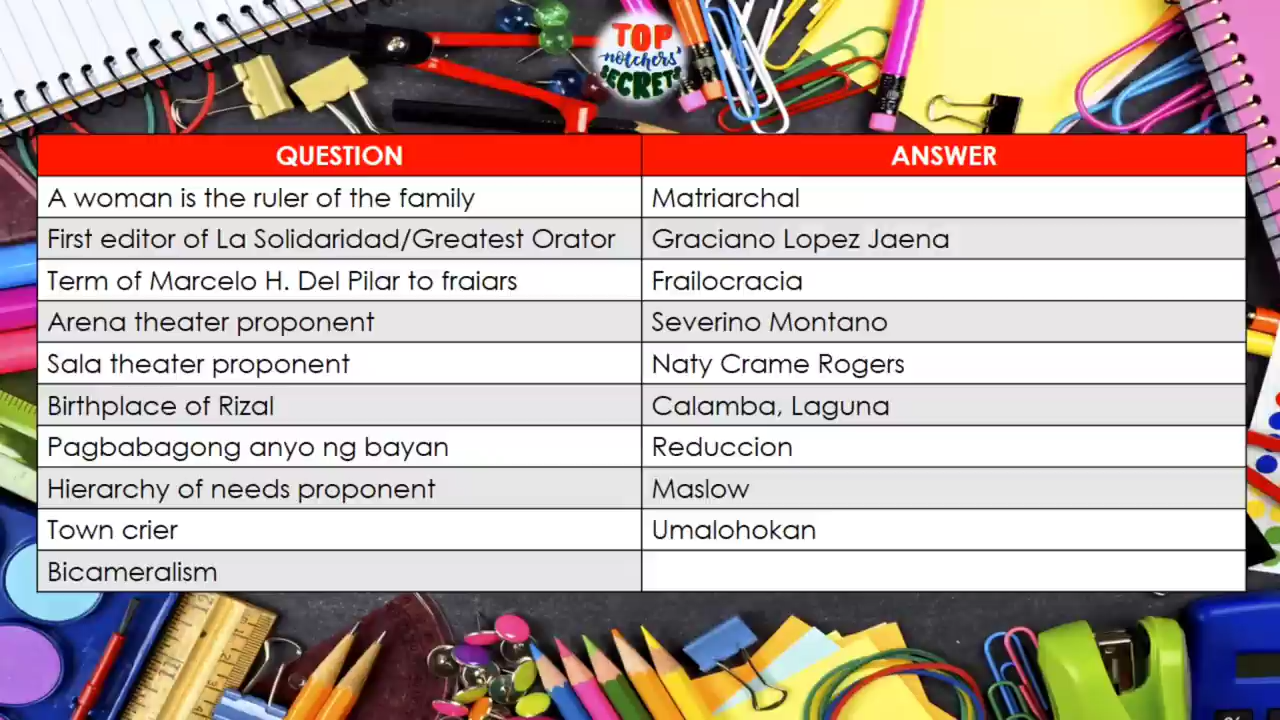 TOP
notchers'
SECRETS
QUESTION ANSWER
A woman is the ruler of the family Matriarchal
First editor of La Solidaridad/Greatest Orator Graciano Lopez Jaena
Term of Marcelo H. Del Pilar to fraiars Frailocracia
Arena theater proponent Severino Montano
Sala theater proponent Naty Crame Rogers
Birthplace of Rizal Calamba, Laguna
Pagbabagong anyo ng bayan Reduccion
Hierarchy of needs proponent Maslow
Town crier Umalohokan
Bicameralism